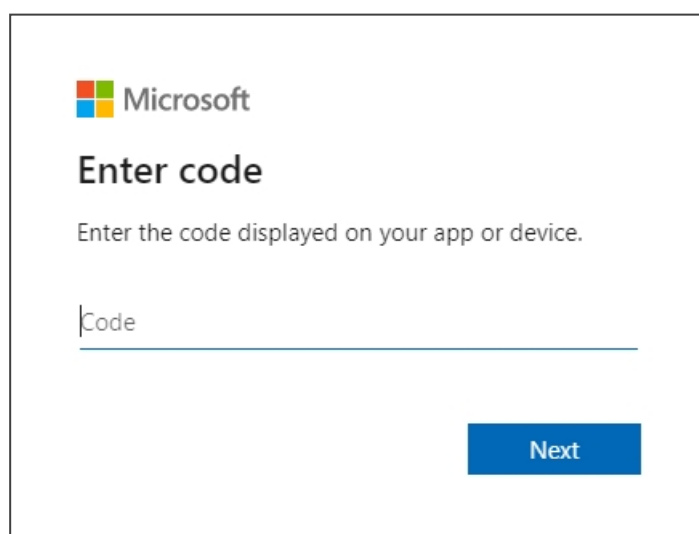 Microsoft
Enter code
Enter the code displayed on your app or device.
Code
Next